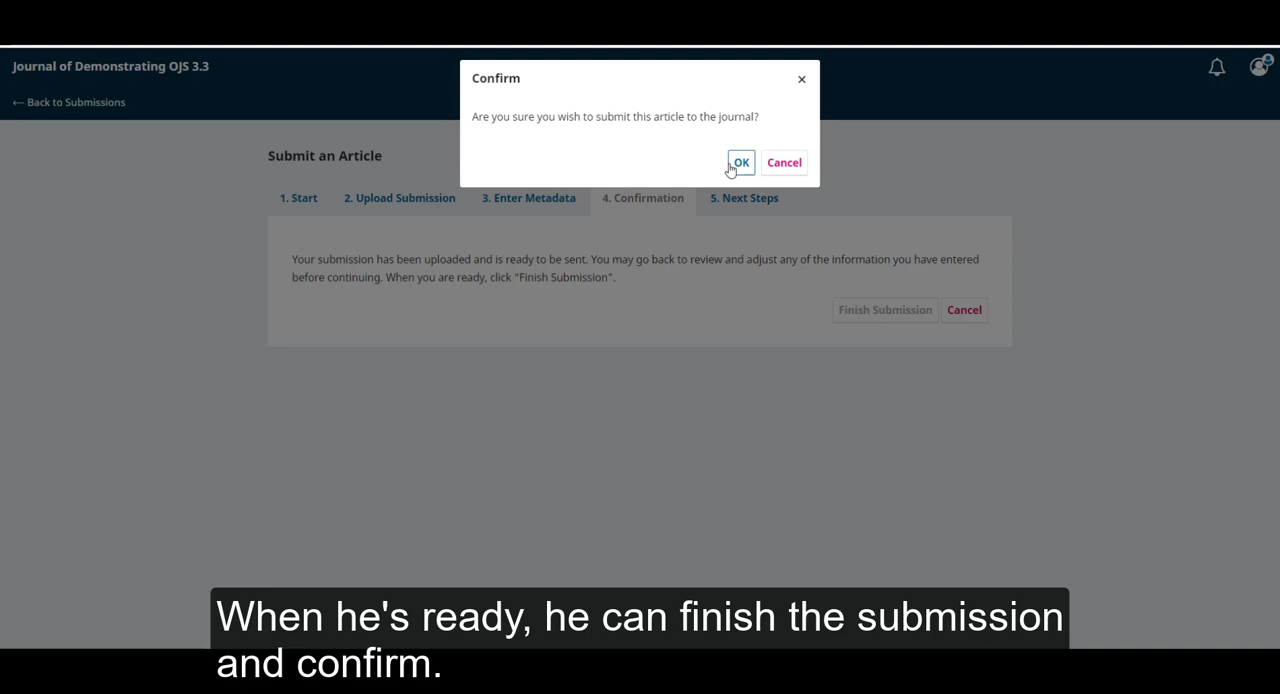 Journal of Demonstrating OJS 3.3
← Back to Submissions
Confirm
×
Are you sure you wish to submit this article to the journal?
OK
Cancel
Submit an Article
1. Start
2. Upload Submission
3. Enter Metadata
4. Confirmation
5. Next Steps
Your submission has been uploaded and is ready to be sent. You may go back to review and adjust any of the information you have entered
before continuing. When you are ready, click "Finish Submission".
Finish Submission
Cancel
When he's ready, he can finish the submission
and confirm.